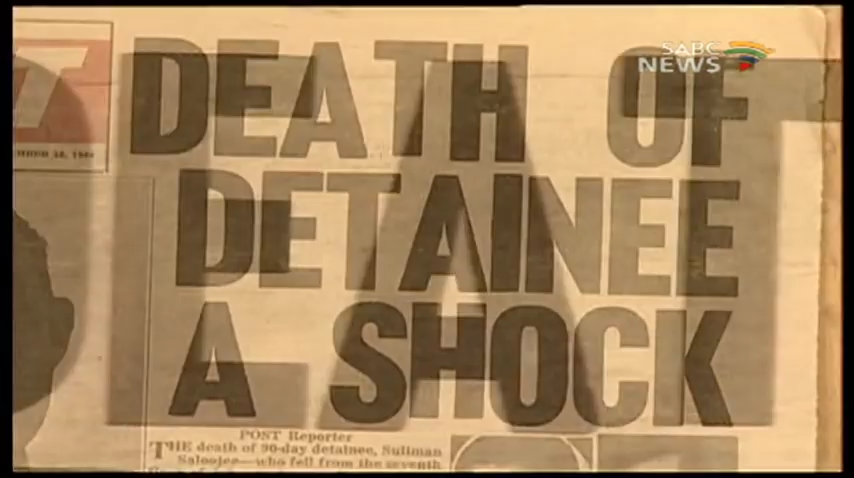 SABC
NEWS
T
DEATH OF
DETAINEE
A SHOCK
POST Reporter
THE death of 90-day detainee, Suliman
Saloojee—who fell from the seventh